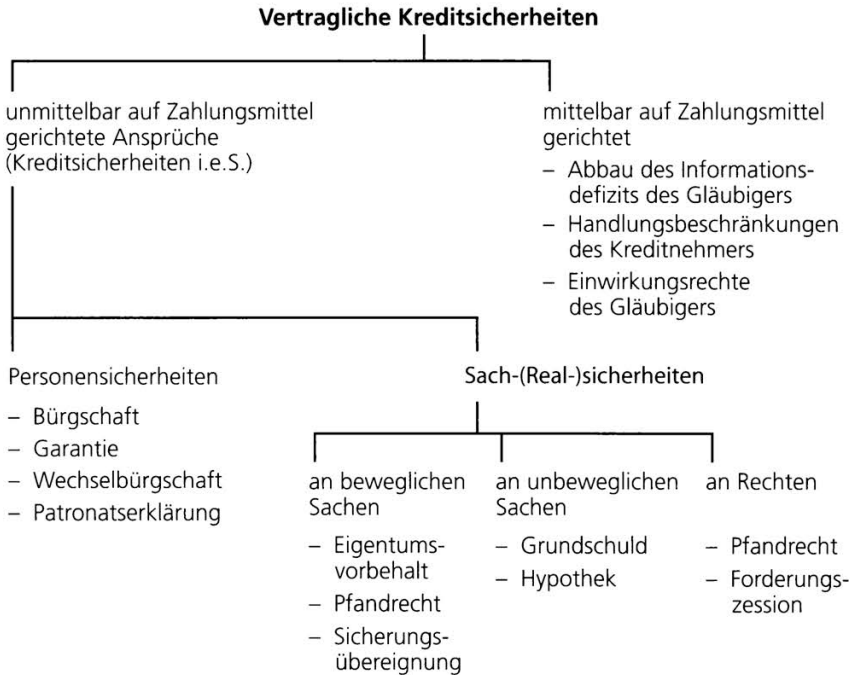 Vertragliche Kreditsicherheiten
unmittelbar auf Zahlungsmittel
gerichtete Ansprüche
(Kreditsicherheiten i.e.S.)
mittelbar auf Zahlungsmittel
gerichtet
– Abbau des Informations-
defizits des Gläubigers
– Handlungsbeschränkungen
des Kreditnehmers
– Einwirkungsrechte
des Gläubigers
Personensicherheiten
– Bürgschaft
– Garantie
– Wechselbürgschaft
– Patronatserklärung
Sach-(Real-)sicherheiten
an beweglichen
Sachen
– Eigentums-
vorbehalt
– Pfandrecht
– Sicherungs-
übereignung
an unbeweglichen
Sachen
– Grundschuld
– Hypothek
an Rechten
– Pfandrecht
– Forderungs-
zession